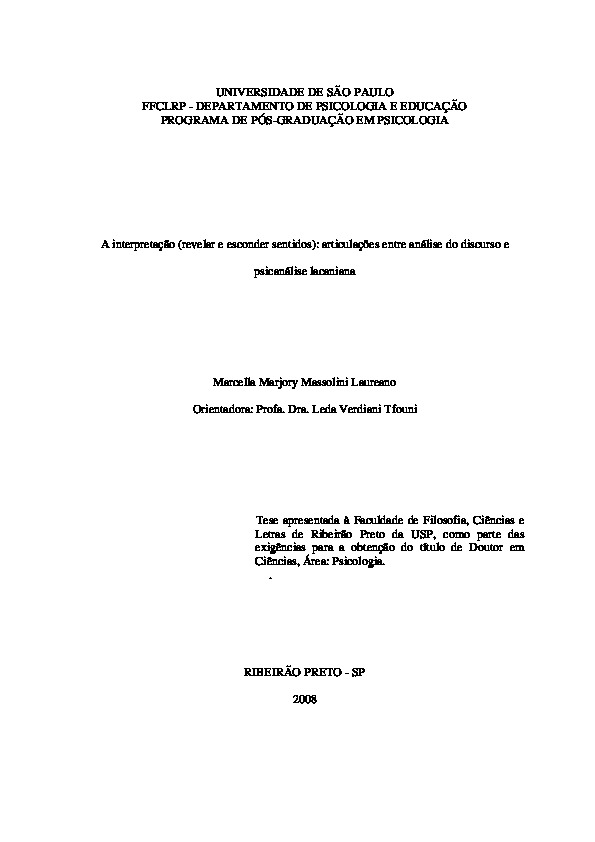 UNIVERSIDADE DE SÃO PAULO
FFCLRP - DEPARTAMENTO DE PSICOLOGIA E EDUCAÇÃO
PROGRAMA DE PÓS-GRADUAÇÃO EM PSICOLOGIA
A interpretação (revelar e esconder sentidos): articulações entre análise do discurso e
psicanálise lacaniana
Marcella Marjory Massolini Laureano
Orientadora: Profa. Dra. Leda Verdiani Tfouni
Tese apresentada à Faculdade de Filosofia, Ciências e
Letras de Ribeirão Preto da USP, como parte das
exigências para a obtenção do título de Doutor em
Ciências, Área: Psicologia.
.
RIBEIRÃO PRETO - SP
2008